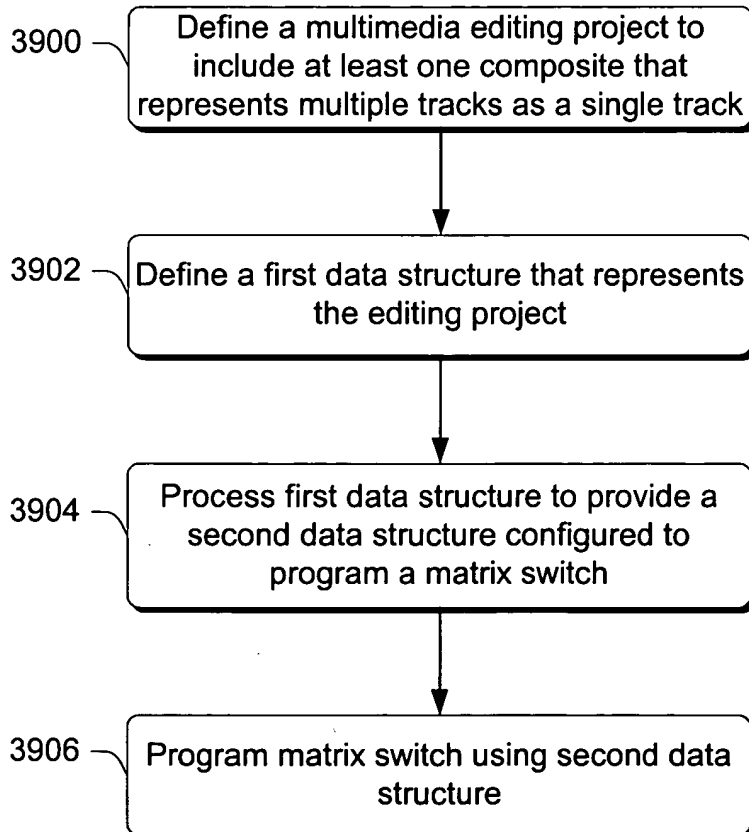 3900
Define a multimedia editing project to
include at least one composite that
represents multiple tracks as a single track
3902
Define a first data structure that represents
the editing project
3904
Process first data structure to provide a
second data structure configured to
program a matrix switch
3906
Program matrix switch using second data
structure